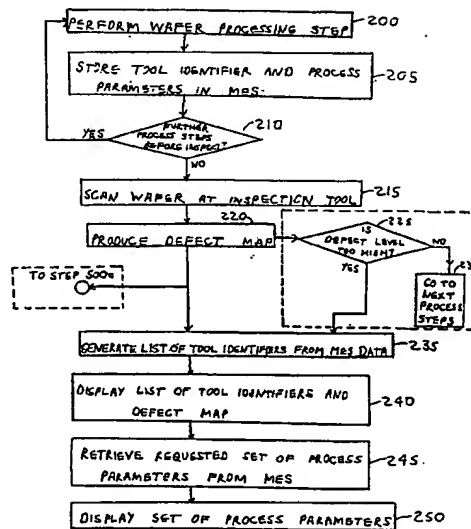 PERFORM WAFER PROCESSING STEP
200
STORE TOOL IDENTIFIER AND PROCESS
PARAMETERS IN MES.
205
FURTHER
PROCESS STEPS
BEFORE INSPECT?
210
YES
NO
SCAN WAFER AT INSPECTION TOOL
215
220
PRODUCE DEFECT MAP
225
IS
DEFECT LEVEL
TOO HIGH?
NO
YES
GO TO
NEXT
PROCESS
STEPS
TO STEP 500
GENERATE LIST OF TOOL IDENTIFIERS FROM MES DATA
235
DISPLAY LIST OF TOOL IDENTIFIERS AND
DEFECT MAP
240
RETRIEVE REQUESTED SET OF PROCESS
PARAMETERS FROM MES
245
DISPLAY SET OF PROCESS PARAMETERS
250